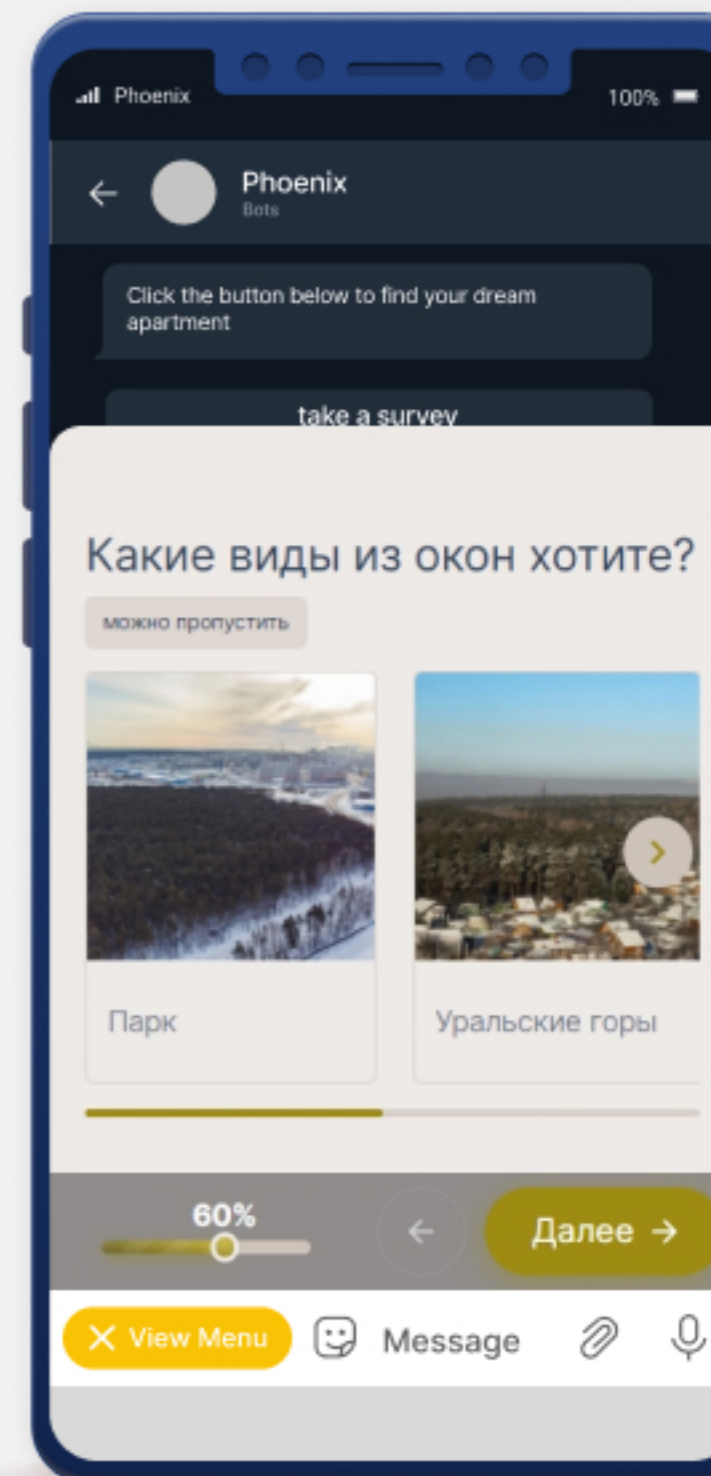 Phoenix
100%
Phoenix
Bots
Click the button below to find your dream
apartment
take a survey
Какие виды из окон хотите?
можно пропустить
Парк
Уральские горы
60%
Далее →
View Menu
Message